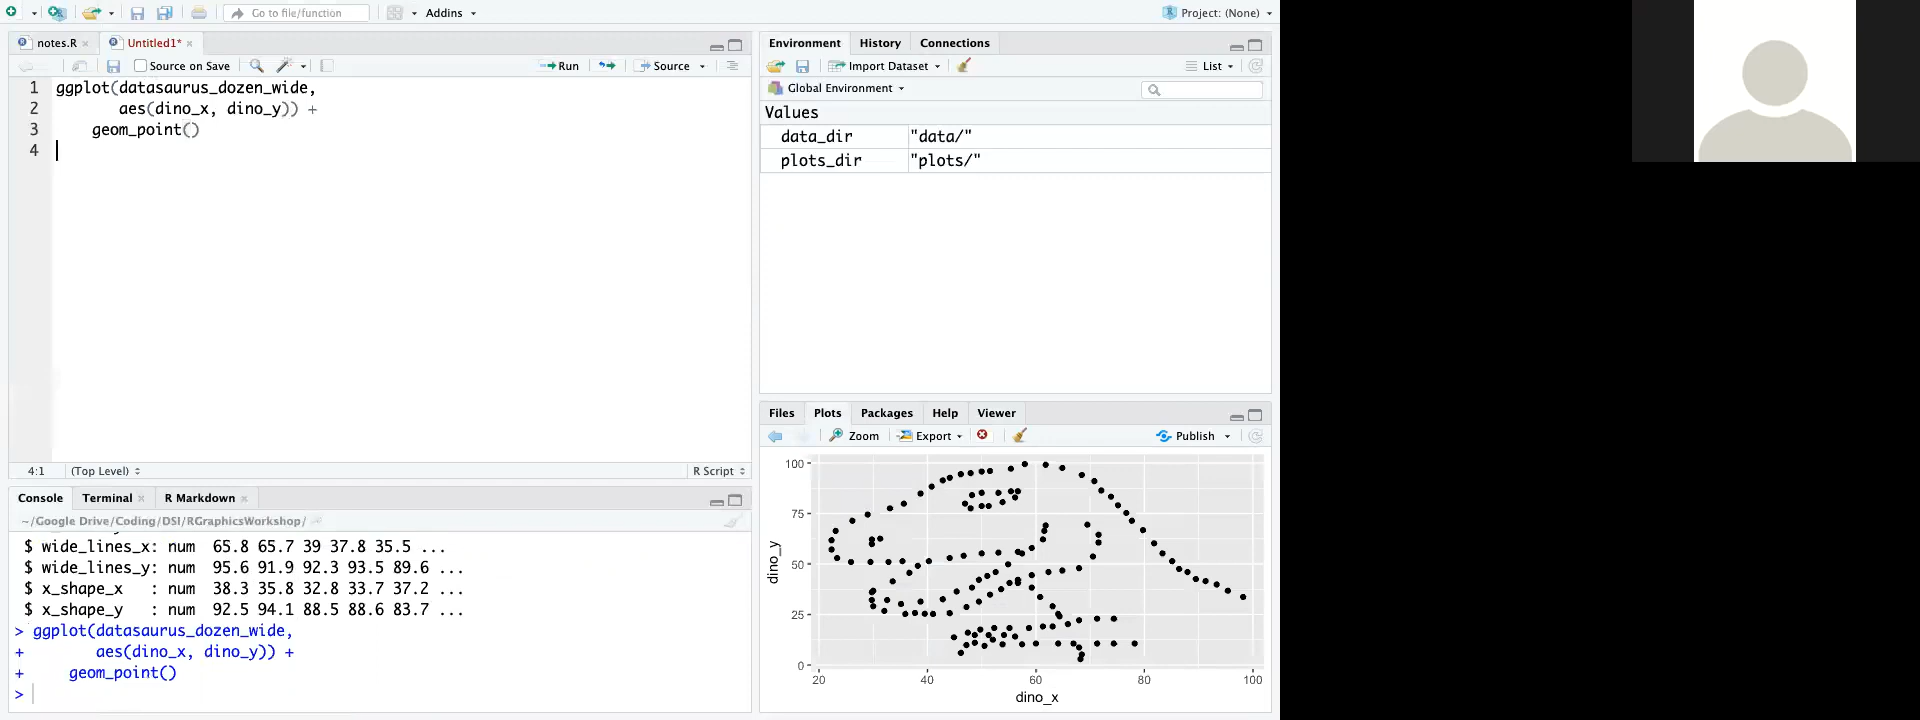 Go to file/function
Addins
Project: (None)
notes.R
Untitled1*
Source on Save
Run
Source
1 ggplot(datasaurus_dozen_wide,
2 aes(dino_x, dino_y)) +
3 geom_point()
4
4:1
(Top Level)
R Script
Console
Terminal
R Markdown
~/Google Drive/Coding/DSI/RGraphicsWorkshop/
$ wide_lines_x: num 65.8 65.7 39 37.8 35.5 ...
$ wide_lines_y: num 95.6 91.9 92.3 93.5 89.6 ...
$ x_shape_x : num 38.3 35.8 32.8 33.7 37.2 ...
$ x_shape_y : num 92.5 94.1 88.5 88.6 83.7 ...
> ggplot(datasaurus_dozen_wide,
+ aes(dino_x, dino_y)) +
+ geom_point()
>
Environment
History
Connections
Import Dataset
List
Global Environment
Values
data_dir "data/"
plots_dir "plots/"
Files
Plots
Packages
Help
Viewer
Zoom
Export
Publish
100
75
50
25
0
dino_y
20
40
60
80
100
dino_x